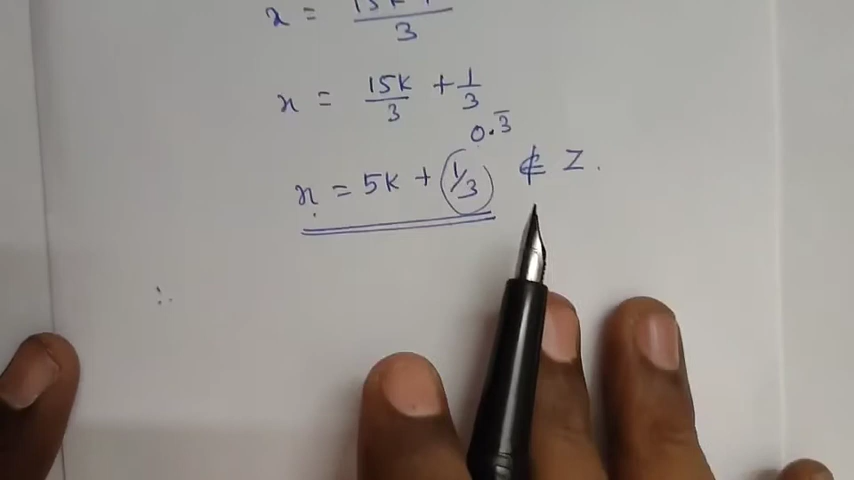 x = 15k+1/3
x = 15k/3 + 1/3
0.3̅
x = 5k + 1/3 ∉ Z.
∴